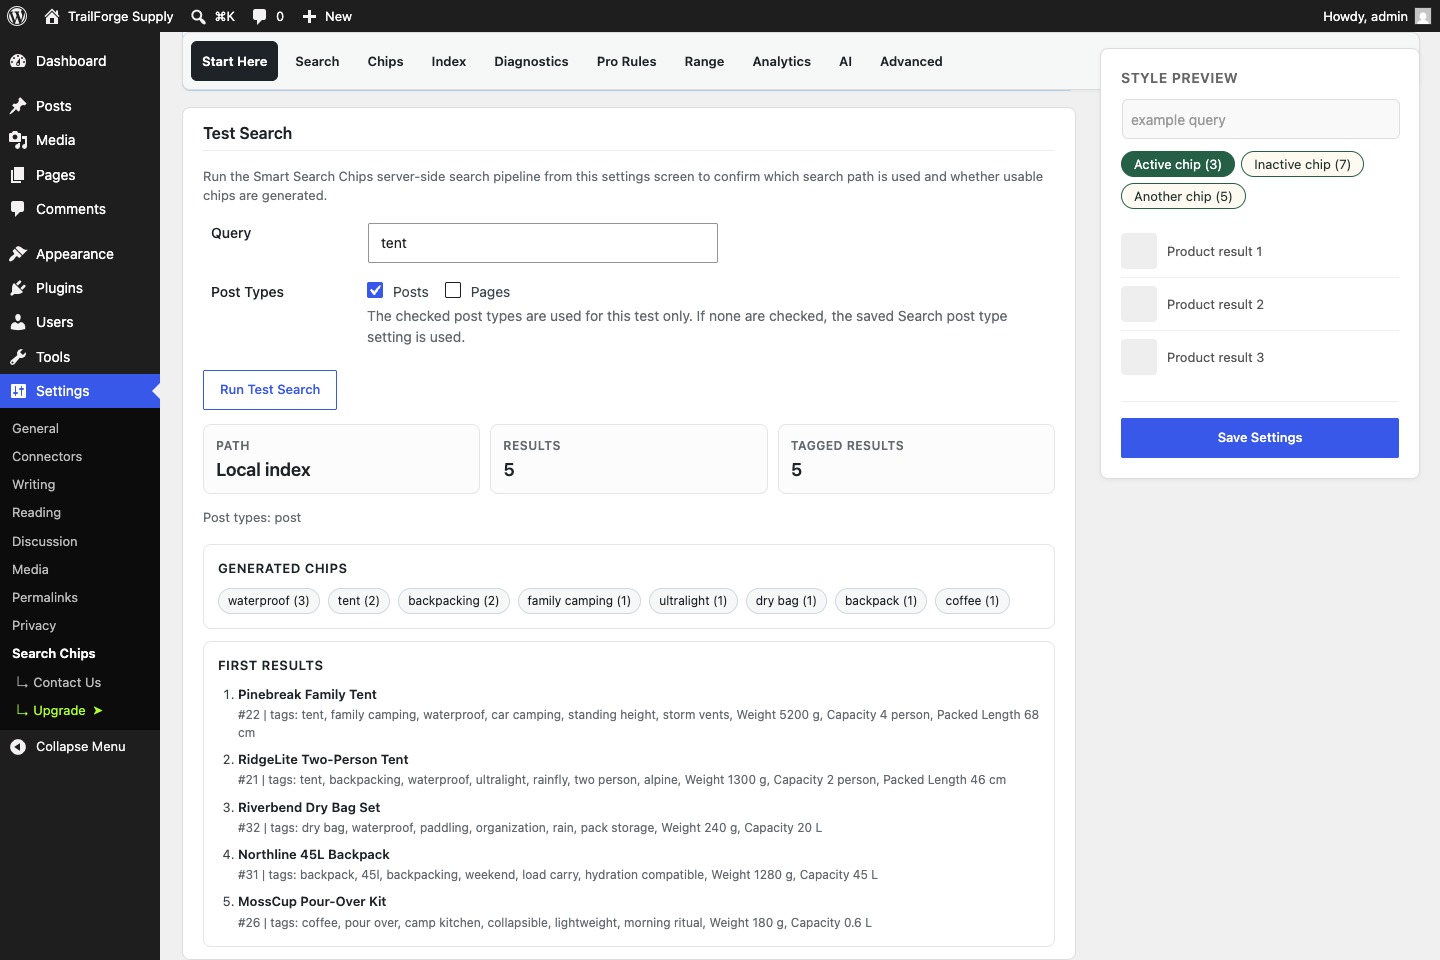 TrailForge Supply
⌘K
0
New
Howdy, admin
Dashboard
Posts
Media
Pages
Comments
Appearance
Plugins
Users
Tools
Settings
General
Connectors
Writing
Reading
Discussion
Media
Permalinks
Privacy
Search Chips
Contact Us
Upgrade ➤
Collapse Menu
Start Here
Search
Chips
Index
Diagnostics
Pro Rules
Range
Analytics
AI
Advanced
Test Search
Run the Smart Search Chips server-side search pipeline from this settings screen to confirm which search path is used and whether usable
chips are generated.
Query
tent
Post Types
Posts
Pages
The checked post types are used for this test only. If none are checked, the saved Search post type
setting is used.
Run Test Search
PATH
Local index
RESULTS
5
TAGGED RESULTS
5
Post types: post
GENERATED CHIPS
waterproof (3)
tent (2)
backpacking (2)
family camping (1)
ultralight (1)
dry bag (1)
backpack (1)
coffee (1)
FIRST RESULTS
1. Pinebreak Family Tent
#22 | tags: tent, family camping, waterproof, car camping, standing height, storm vents, Weight 5200 g, Capacity 4 person, Packed Length 68
cm
2. RidgeLite Two-Person Tent
#21 | tags: tent, backpacking, waterproof, ultralight, rainfly, two person, alpine, Weight 1300 g, Capacity 2 person, Packed Length 46 cm
3. Riverbend Dry Bag Set
#32 | tags: dry bag, waterproof, paddling, organization, rain, pack storage, Weight 240 g, Capacity 20 L
4. Northline 45L Backpack
#31 | tags: backpack, 45l, backpacking, weekend, load carry, hydration compatible, Weight 1280 g, Capacity 45 L
5. MossCup Pour-Over Kit
#26 | tags: coffee, pour over, camp kitchen, collapsible, lightweight, morning ritual, Weight 180 g, Capacity 0.6 L
STYLE PREVIEW
example query
Active chip (3)
Inactive chip (7)
Another chip (5)
Product result 1
Product result 2
Product result 3
Save Settings